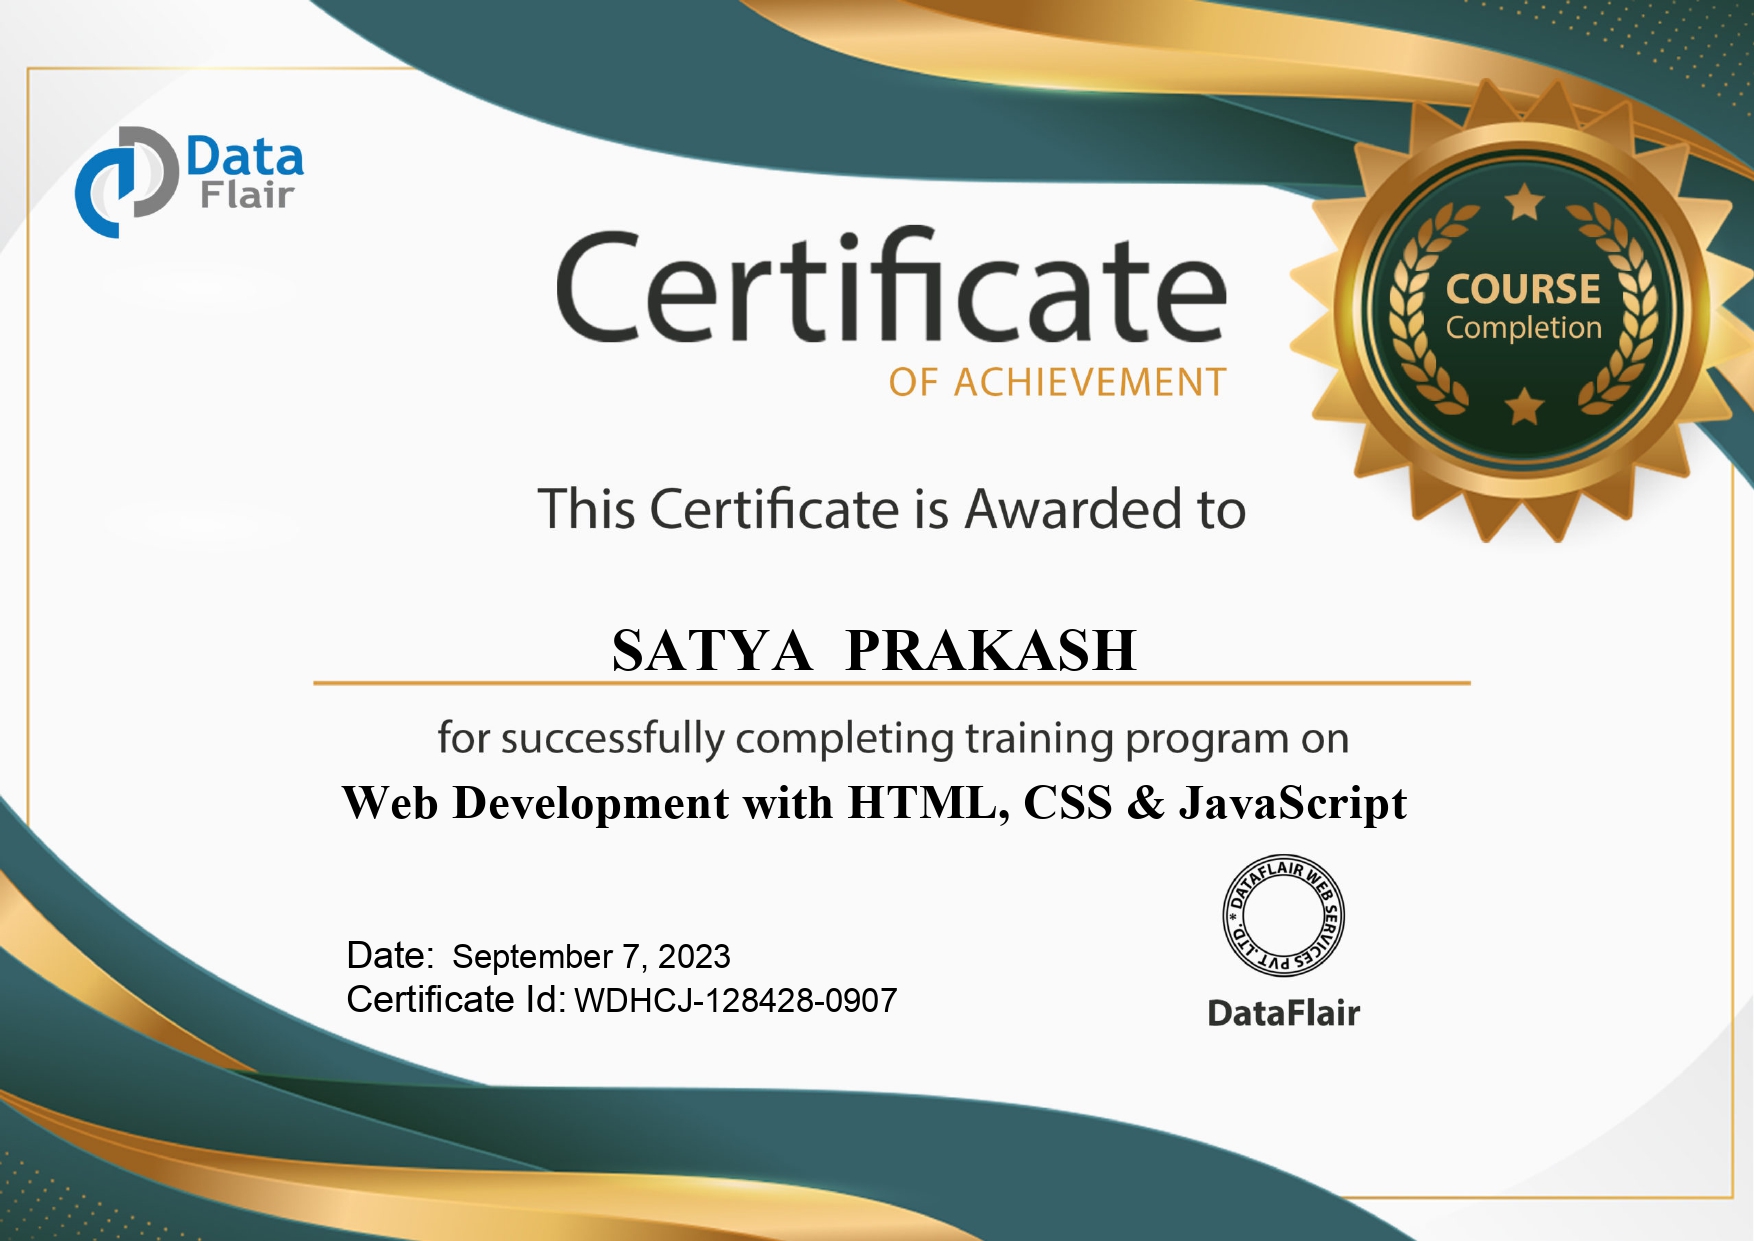 Data
Flair
Certificate
OF ACHIEVEMENT
COURSE
Completion
This Certificate is Awarded to
SATYA PRAKASH
for successfully completing training program on
Web Development with HTML, CSS & JavaScript
Date: September 7, 2023
Certificate Id: WDHCJ-128428-0907
* DATAFLAIR WEB SERVICES PVT. LTD.
DataFlair